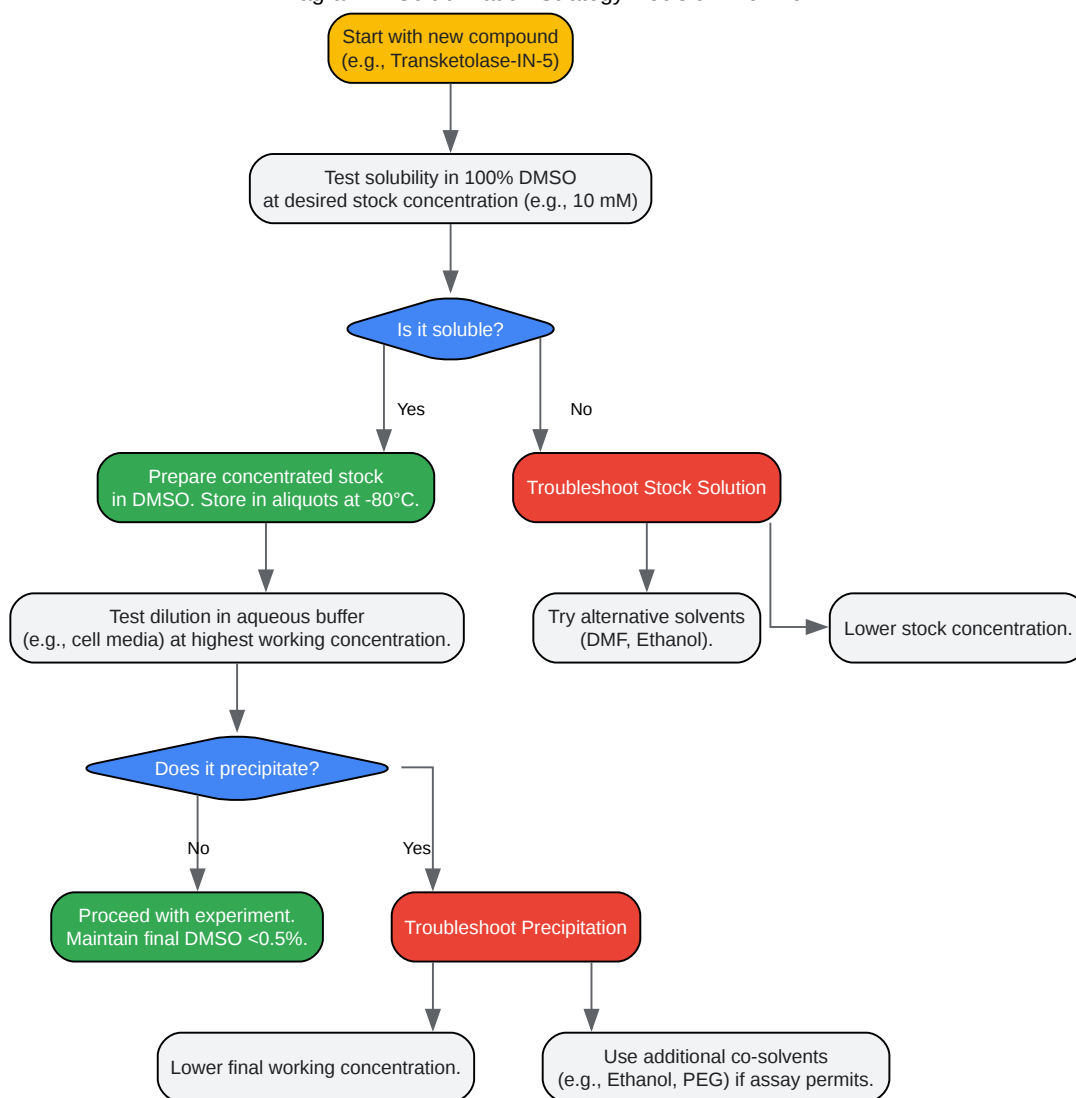 Start with new compound
(e.g., Transketolase-IN-5)
Test solubility in 100% DMSO
at desired stock concentration (e.g., 10 mM)
Is it soluble?
Yes
No
Prepare concentrated stock
in DMSO. Store in aliquots at -80°C.
Troubleshoot Stock Solution
Test dilution in aqueous buffer
(e.g., cell media) at highest working concentration.
Try alternative solvents
(DMF, Ethanol).
Lower stock concentration.
Does it precipitate?
No
Yes
Proceed with experiment.
Maintain final DMSO <0.5%.
Troubleshoot Precipitation
Lower final working concentration.
Use additional co-solvents
(e.g., Ethanol, PEG) if assay permits.